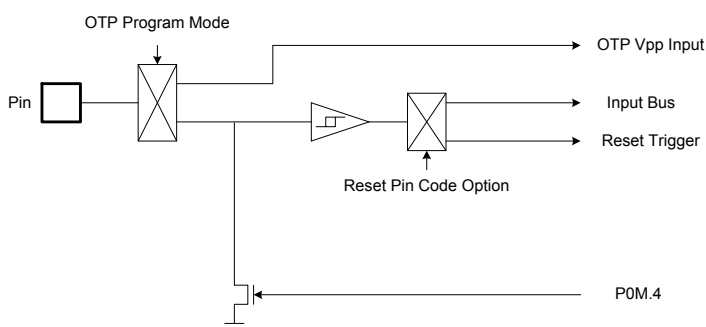 OTP Program Mode
OTP Vpp Input
Pin
Input Bus
Reset Trigger
Reset Pin Code Option
P0M.4